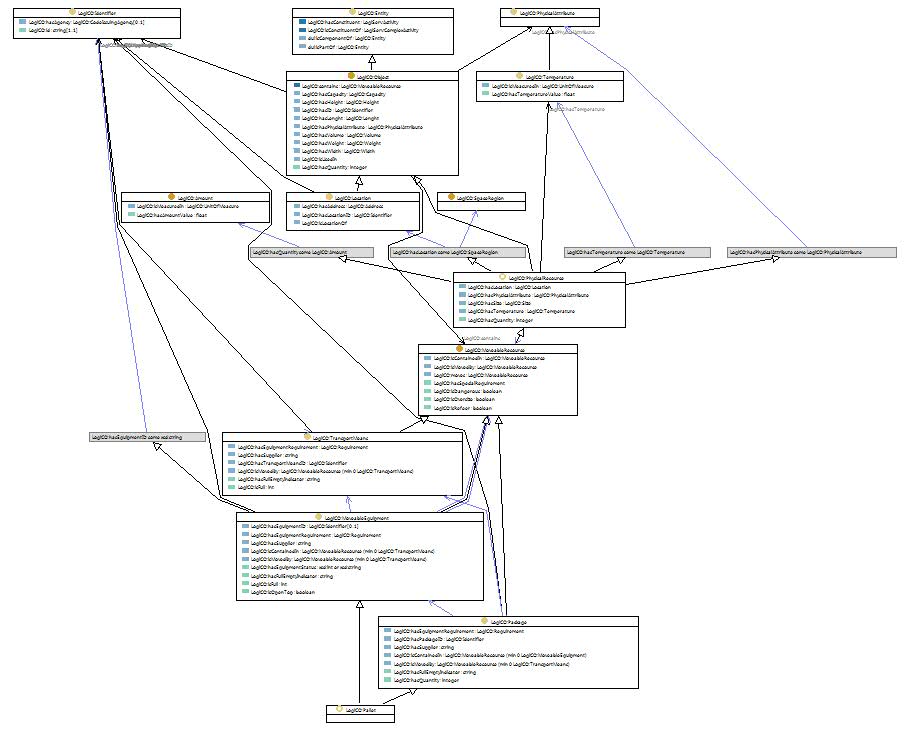 LogiCO:Identifier
LogiCO:hasAgency : LogiCO:CodeIssuingAgency[0..1]
LogiCO:id : string[1..1]
LogiCO:Entity
LogiCO:hasConstituent : LogiServ:Activity
LogiCO:isConstituentOf : LogiServ:ComplexActivity
dul:isComponentOf : LogiCO:Entity
dul:isPartOf : LogiCO:Entity
LogiCO:PhysicalAttribute
LogiCO:hasPhysicalAttribute
LogiCO:Object
LogiCO:contains : LogiCO:MoveableResource
LogiCO:hasCapacity : LogiCO:Capacity
LogiCO:hasHeight : LogiCO:Height
LogiCO:hasID : LogiCO:Identifier
LogiCO:hasLenght : LogiCO:Lenght
LogiCO:hasPhysicalAttribute : LogiCO:PhysicalAttribute
LogiCO:hasVolume : LogiCO:Volume
LogiCO:hasWeight : LogiCO:Weight
LogiCO:hasWidth : LogiCO:Width
LogiCO:isUsedIn
LogiCO:hasQuantity: integer
LogiCO:Temperature
LogiCO:isMeasuredIn : LogiCO:UnitOfMeasure
LogiCO:hasTemperatureValue : float
LogiCO:hasTemperature
LogiCO:Amount
LogiCO:isMeasuredIn : LogiCO:UnitOfMeasure
LogiCO:hasAmountValue : float
LogiCO:Location
LogiCO:hasAddress : LogiCO:Address
LogiCO:hasLocationID : LogiCO:Identifier
LogiCO:isLocationOf
LogiCO:SpaceRegion
LogiCO:hasQuantity some LogiCO:Amount
LogiCO:hasLocation some LogiCO:SpaceRegion
LogiCO:hasTemperature some LogiCO:Temperature
LogiCO:hasPhysicalAttribute some LogiCO:PhysicalAttribute
LogiCO:PhysicalResource
LogiCO:hasLocation : LogiCO:Location
LogiCO:hasPhysicalAttribute : LogiCO:PhysicalAttribute
LogiCO:hasSize : LogiCO:Size
LogiCO:hasTemperature : LogiCO:Temperature
LogiCO:hasQuantity: integer
LogiCO:contains
LogiCO:MoveableResource
LogiCO:isContainedIn : LogiCO:MoveableResource
LogiCO:isMovedBy : LogiCO:MoveableResource
LogiCO:moves : LogiCO:MoveableResource
LogiCO:hasSpecialRequirement
LogiCO:isDangerous : boolean
LogiCO:isOversize : boolean
LogiCO:isReefer : boolean
LogiCO:hasEquipmentID some xsd:string
LogiCO:TransportMeans
LogiCO:hasEquipmentRequirement : LogiCO:Requirement
LogiCO:hasSupplier : string
LogiCO:hasTransportMeansID : LogiCO:Identifier
LogiCO:isMovedBy : LogiCO:MoveableResource (min 0 LogiCO:TransportMeans)
LogiCO:hasFullEmptyIndicator : string
LogiCO:isFull : int
LogiCO:MoveableEquipment
LogiCO:hasEquipmentID : LogiCO:Identifier[0..1]
LogiCO:hasEquipmentRequirement : LogiCO:Requirement
LogiCO:hasSupplier : string
LogiCO:isContainedIn : LogiCO:MoveableResource (min 0 LogiCO:TransportMeans)
LogiCO:isMovedBy : LogiCO:MoveableResource (min 0 LogiCO:TransportMeans)
LogiCO:hasEquipmentStatus: xsd:int or xsd:string
LogiCO:hasFullEmptyIndicator : string
LogiCO:isFull : int
LogiCO:isOpenTop : boolean
LogiCO:Package
LogiCO:hasEquipmentRequirement : LogiCO:Requirement
LogiCO:hasPackageID : LogiCO:Identifier
LogiCO:hasSupplier : string
LogiCO:isContainedIn : LogiCO:MoveableResource (min 0 LogiCO:MoveableEquipment)
LogiCO:isMovedBy : LogiCO:MoveableResource (min 0 LogiCO:TransportMeans)
LogiCO:hasFullEmptyIndicator : string
LogiCO:hasQuantity: integer
LogiCO:Pallet